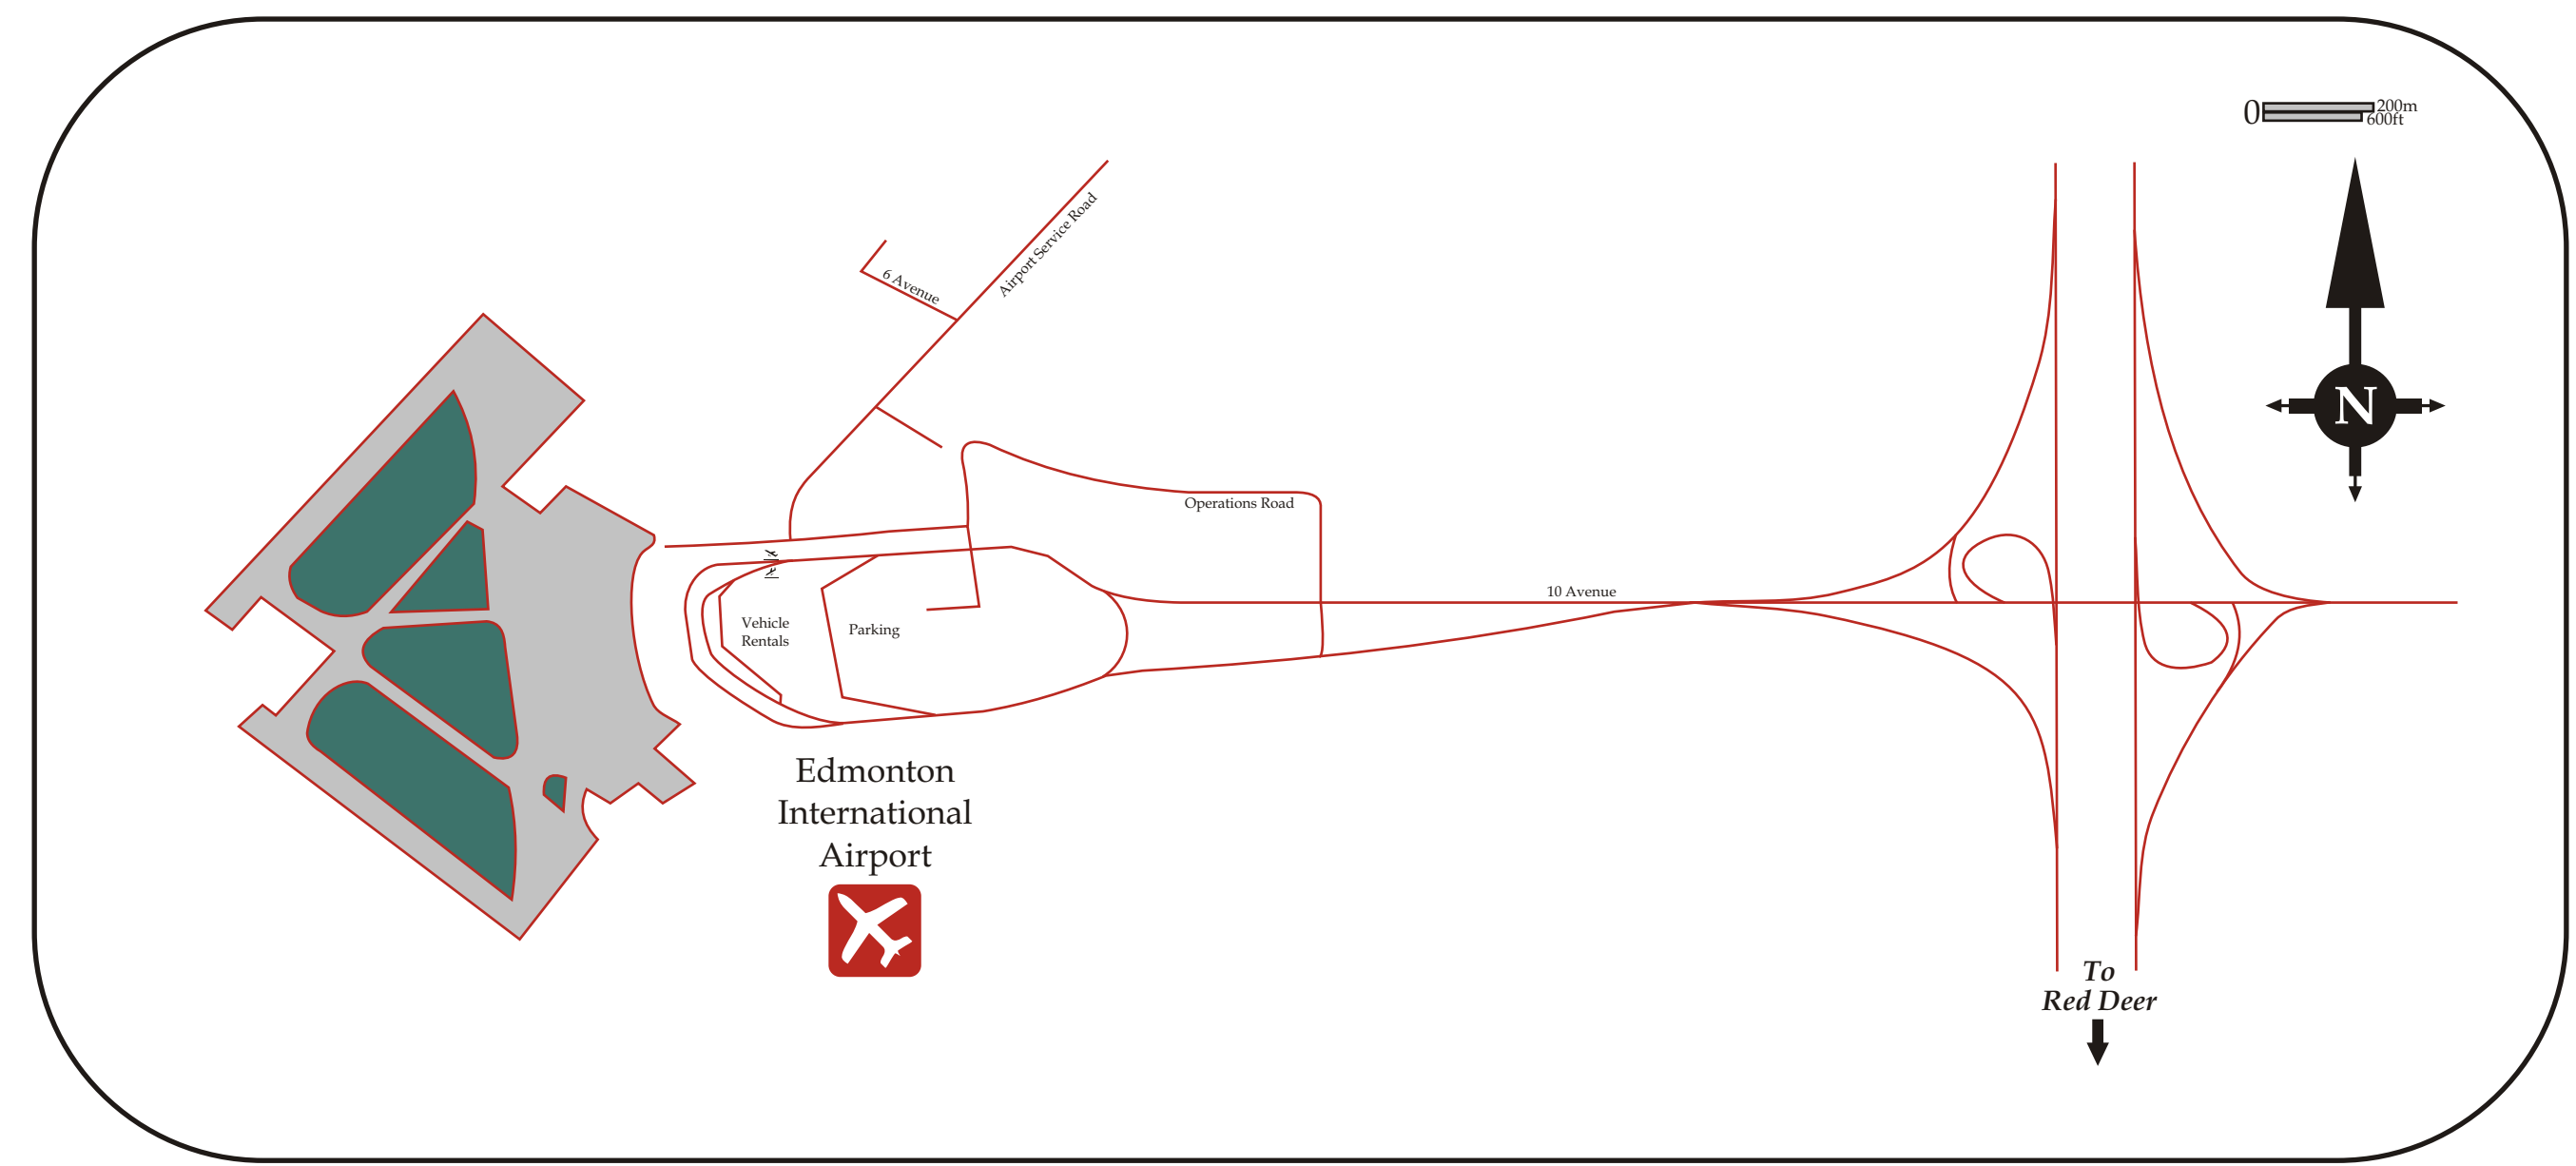 0
200m
600ft
Airport Service Road
6 Avenue
N
Operations Road
10 Avenue
Vehicle
Rentals
Parking
Edmonton
International
Airport
To
Red Deer